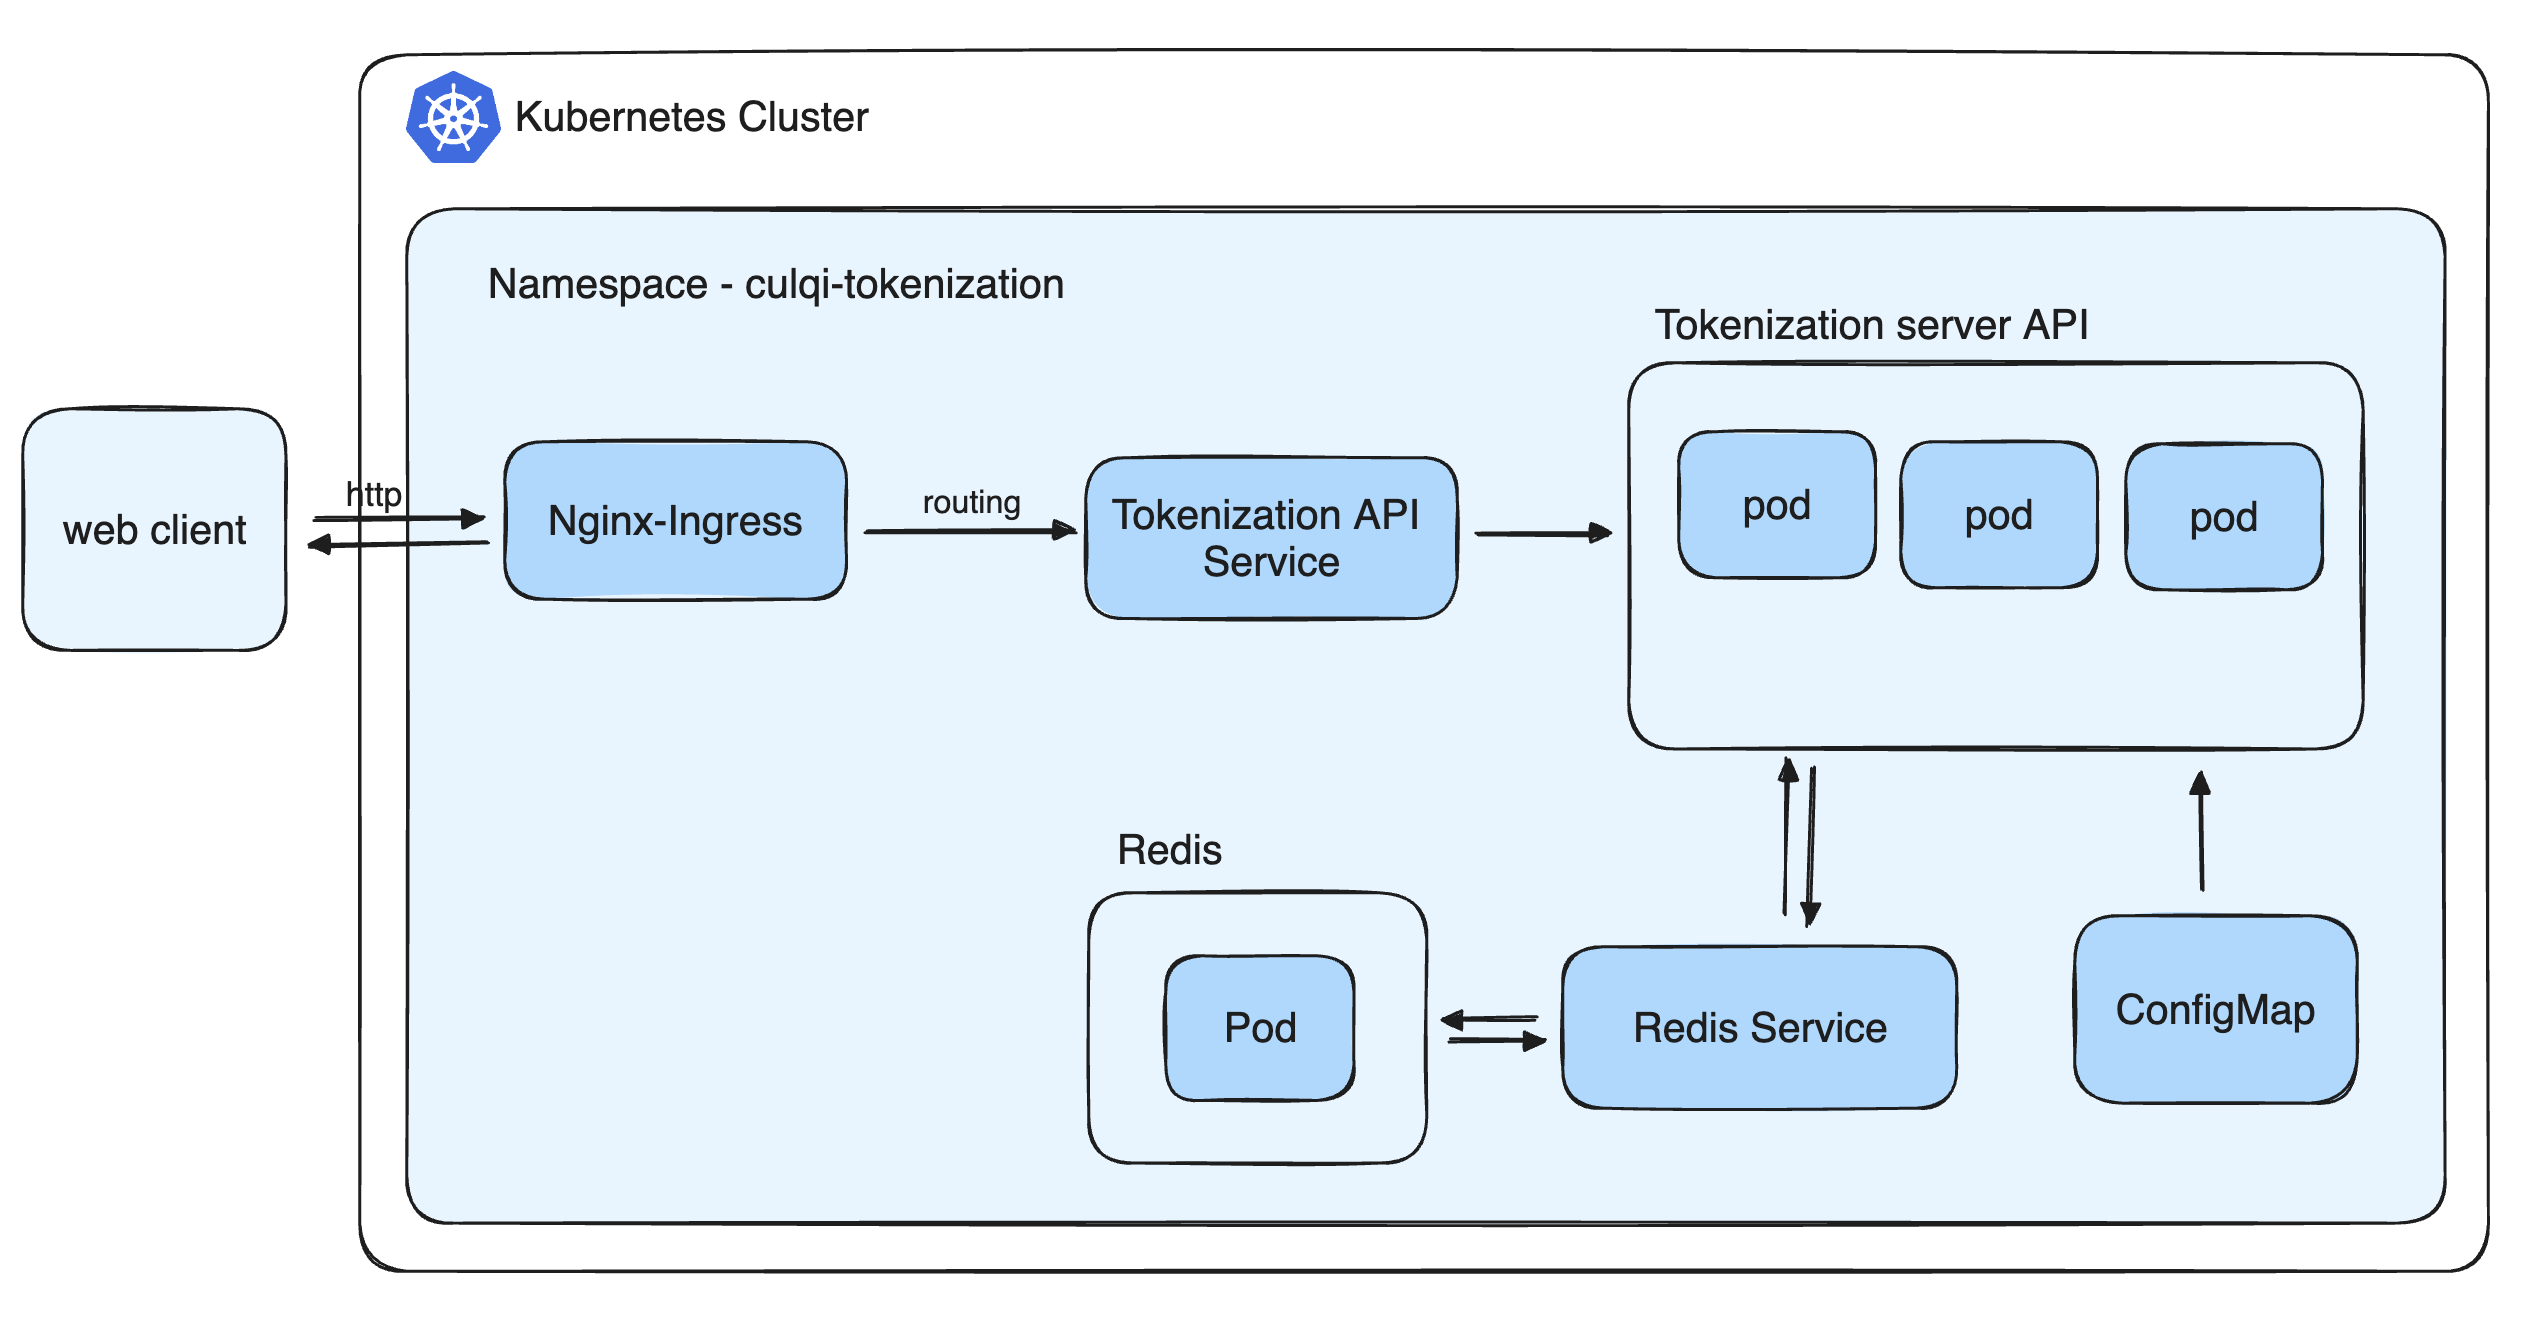 Kubernetes Cluster
Namespace - culqi-tokenization
Tokenization server API
web client
http
Nginx-Ingress
routing
Tokenization API
Service
pod
pod
pod
Redis
Pod
Redis Service
ConfigMap